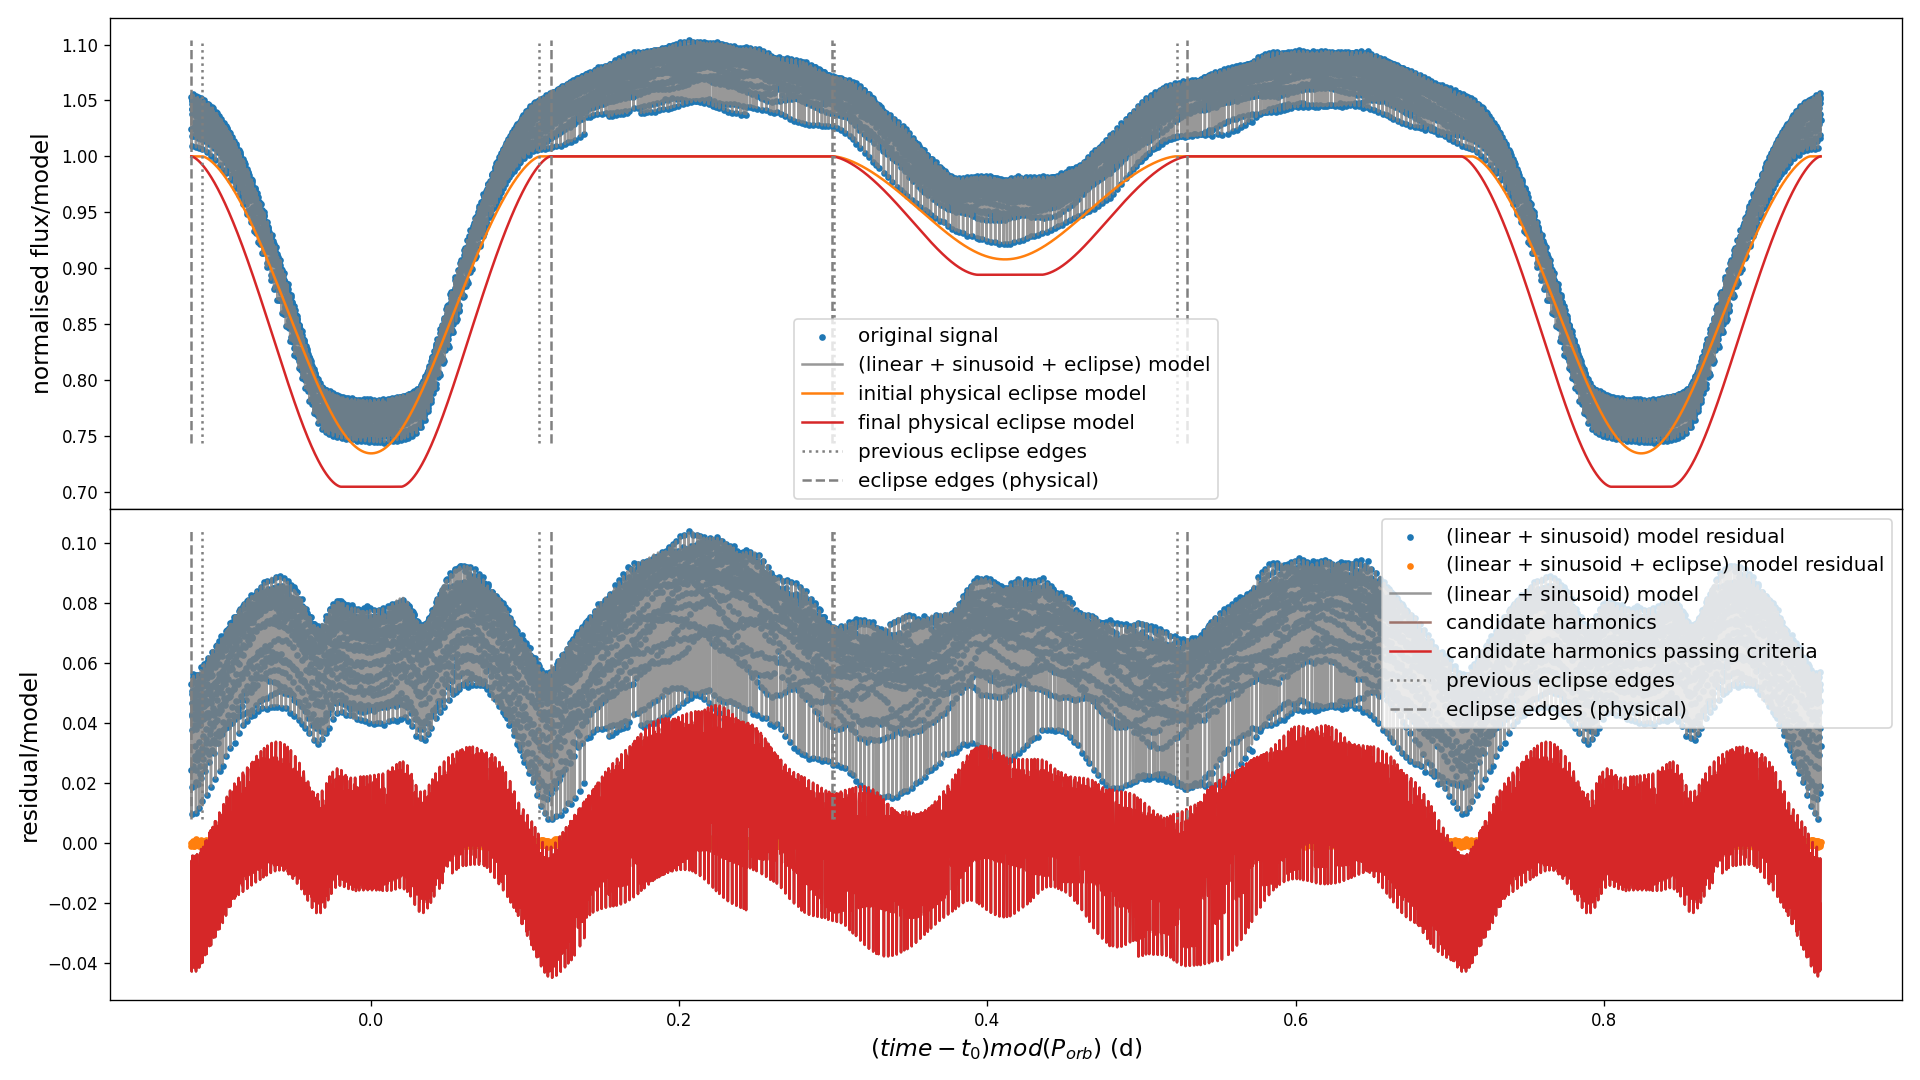 normalised flux/model
1.10
1.05
1.00
0.95
0.90
0.85
0.80
0.75
0.70
original signal
(linear + sinusoid + eclipse) model
initial physical eclipse model
final physical eclipse model
previous eclipse edges
eclipse edges (physical)
residual/model
0.10
0.08
0.06
0.04
0.02
0.00
−0.02
−0.04
(linear + sinusoid) model residual
(linear + sinusoid + eclipse) model residual
(linear + sinusoid) model
candidate harmonics
candidate harmonics passing criteria
previous eclipse edges
eclipse edges (physical)
0.0 0.2 0.4 0.6 0.8
(time − t₀)mod(P_orb) (d)